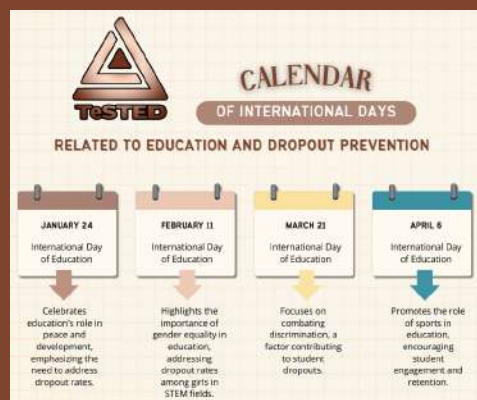 TeSTED
CALENDAR
OF INTERNATIONAL DAYS
RELATED TO EDUCATION AND DROPOUT PREVENTION
JANUARY 24
International Day
of Education
Celebrates
education's role in
peace and
development,
emphasizing the
need to address
dropout rates.
FEBRUARY 11
International Day
of Education
Highlights the
importance of
gender equality in
education,
addressing
dropout rates
among girls in
STEM fields.
MARCH 21
International Day
of Education
Focuses on
combating
discrimination, a
factor contributing
to student
dropouts.
APRIL 6
International Day
of Education
Promotes the role
of sports in
education,
encouraging
student
engagement and
retention.